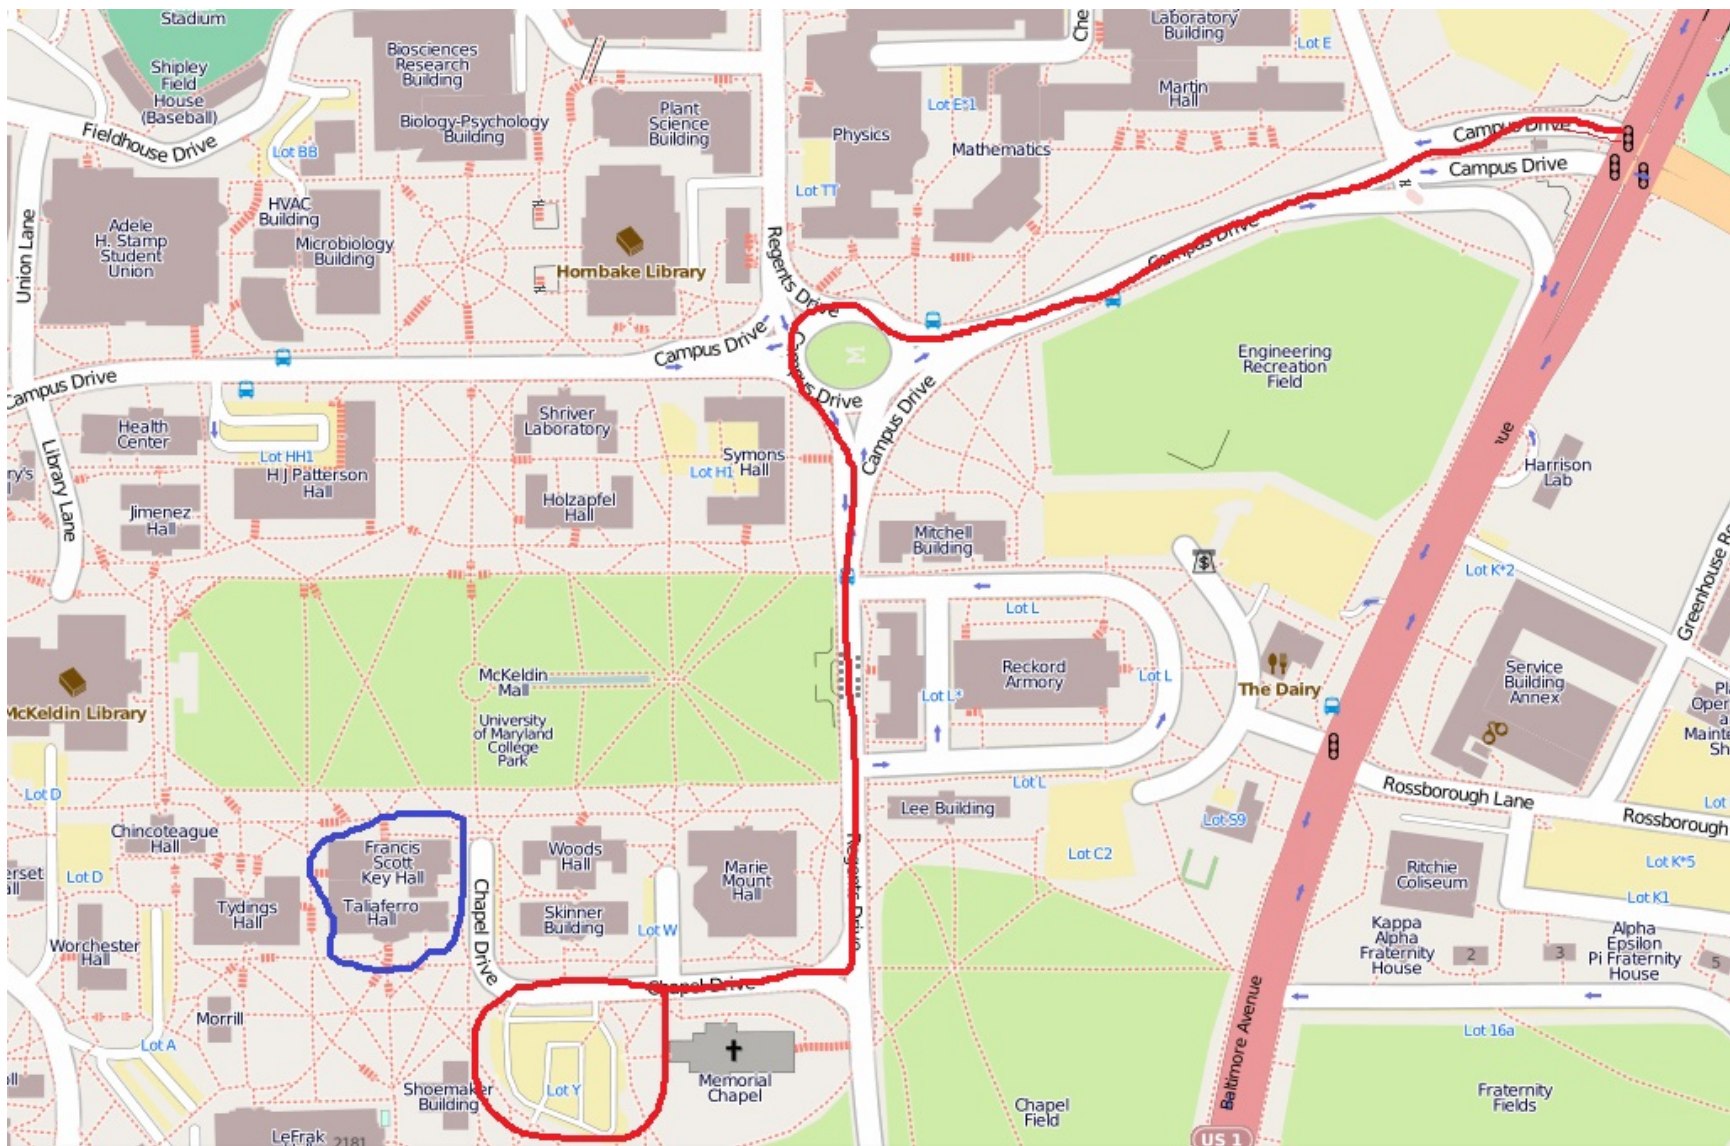 Stadium
Shipley
Field
House
(Baseball)
Fieldhouse Drive
Biosciences
Research
Building
Biology-Psychology
Building
Lot BB
Plant
Science
Building
Physics
Lot E*1
Mathematics
Laboratory
Building
Martin
Hall
Lot E
Campus Drive
Campus Drive
Lot TT
Union Lane
Adele
H. Stamp
Student
Union
HVAC
Building
Microbiology
Building
Hornbake Library
Regents Drive
Campus Drive
Campus Drive
Campus Drive
Campus Drive
Campus Drive
M
Engineering
Recreation
Field
Health
Center
Library Lane
Lot HH1
H J Patterson
Hall
Shriver
Laboratory
Lot H1
Symons
Hall
Jimenez
Hall
Holzapfel
Hall
Mitchell
Building
$
Harrison
Lab
Lot K*2
McKeldin Library
McKeldin
Mall
University
of Maryland
College
Park
Lot L
Lot L*
Reckord
Armory
Lot L
Lot L
The Dairy
Service
Building
Annex
Rossborough Lane
Rossborough
Lot D
Chincoteague
Hall
Lot D
Francis
Scott
Key Hall
Taliaferro
Hall
Tydings
Hall
Worchester
Hall
Chapel Drive
Woods
Hall
Skinner
Building
Lot W
Marie
Mount
Hall
Regents Drive
Lee Building
Lot C2
Lot S9
Ritchie
Coliseum
Lot K*5
Lot K1
Kappa
Alpha
Fraternity
House
2
3
Alpha
Epsilon
Pi Fraternity
House
5
Chapel Drive
Morrill
Lot A
Shoemaker
Building
Lot Y
Memorial
Chapel
Chapel
Field
Baltimore Avenue
US 1
Lot 16a
Fraternity
Fields
LeFrak
2181